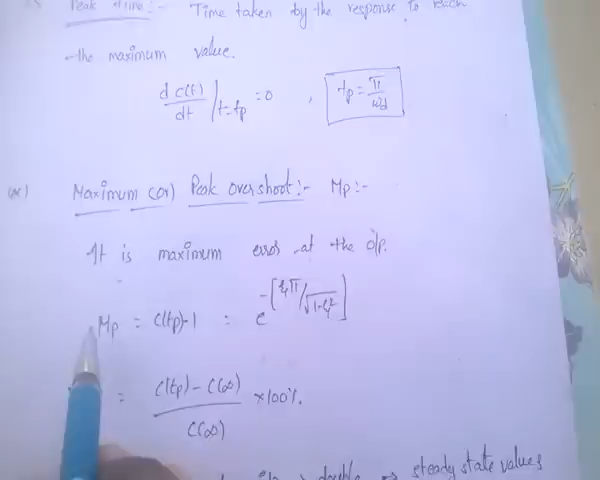 Peak time:- Time taken by the response to reach
the maximum value.
d c(t)/dt | t=tp = 0 , tp = π/ωd
Maximum (or) Peak overshoot:- Mp:-
It is maximum error at the o/p.
Mp = c(tp)-1 = e^-[ξπ/√1-ξ²]
= c(tp) - c(∞)/c(∞) ×100%.
double → steady state values